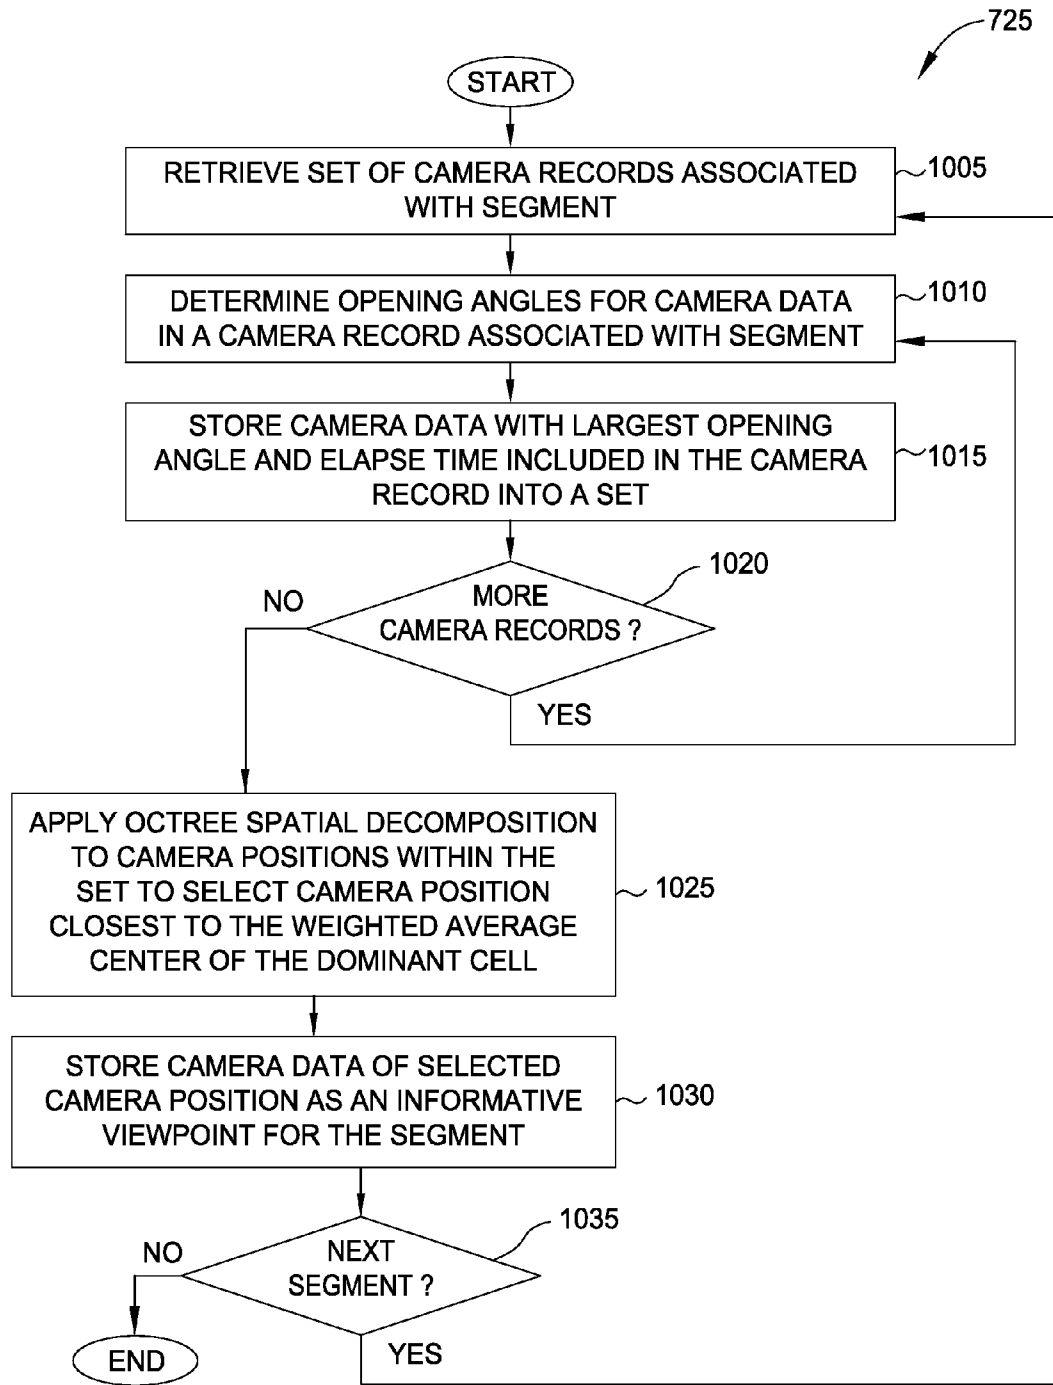 725
START
RETRIEVE SET OF CAMERA RECORDS ASSOCIATED
WITH SEGMENT
1005
DETERMINE OPENING ANGLES FOR CAMERA DATA
IN A CAMERA RECORD ASSOCIATED WITH SEGMENT
1010
STORE CAMERA DATA WITH LARGEST OPENING
ANGLE AND ELAPSE TIME INCLUDED IN THE CAMERA
RECORD INTO A SET
1015
MORE
CAMERA RECORDS ?
1020
NO
YES
APPLY OCTREE SPATIAL DECOMPOSITION
TO CAMERA POSITIONS WITHIN THE
SET TO SELECT CAMERA POSITION
CLOSEST TO THE WEIGHTED AVERAGE
CENTER OF THE DOMINANT CELL
1025
STORE CAMERA DATA OF SELECTED
CAMERA POSITION AS AN INFORMATIVE
VIEWPOINT FOR THE SEGMENT
1030
NEXT
SEGMENT ?
1035
NO
YES
END